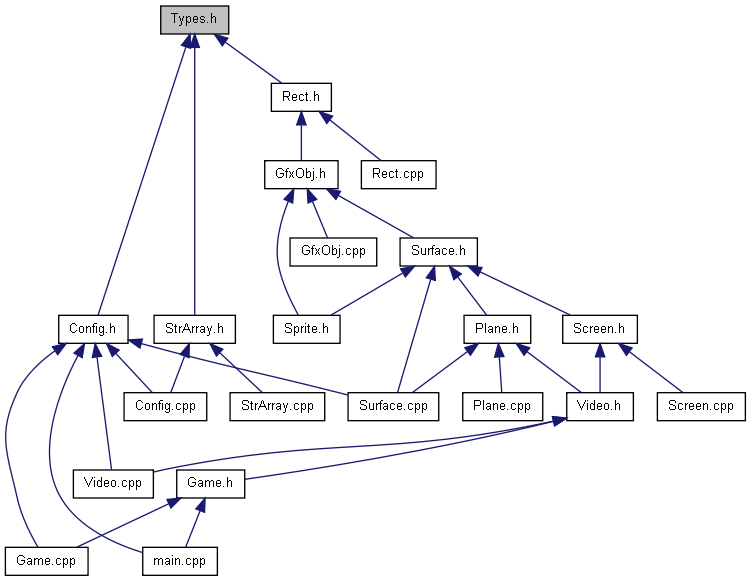 Types.h
Rect.h
GfxObj.h
Rect.cpp
GfxObj.cpp
Surface.h
Config.h
StrArray.h
Sprite.h
Plane.h
Screen.h
Config.cpp
StrArray.cpp
Surface.cpp
Plane.cpp
Video.h
Screen.cpp
Video.cpp
Game.h
Game.cpp
main.cpp